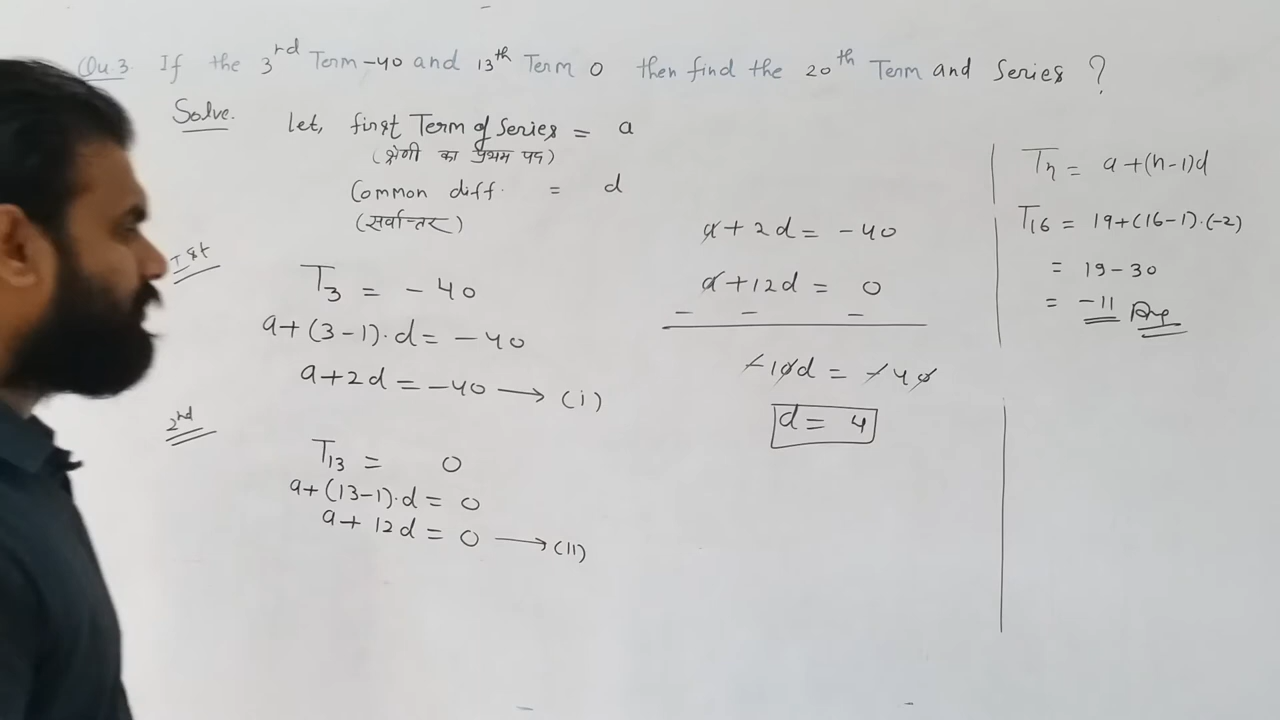 Qu.3 If the 3rd Term -40 and 13th Term 0 then find the 20th Term and Series ?
Solve.
Let, first Term of Series = a
(श्रेणी का प्रथम पद)
Common diff. = d
(सर्वान्तर)
Ist
T3 = -40
a+(3-1).d = -40
a+2d = -40 → (i)
2nd
T13 = 0
a+(13-1).d = 0
a+ 12d = 0 → (II)
a+2d = -40
a+12d = 0
- - -
-10d = -40
d = 4
Tn = a+(n-1)d
T16 = 19+(16-1).(-2)
= 19-30
= -11 Ans